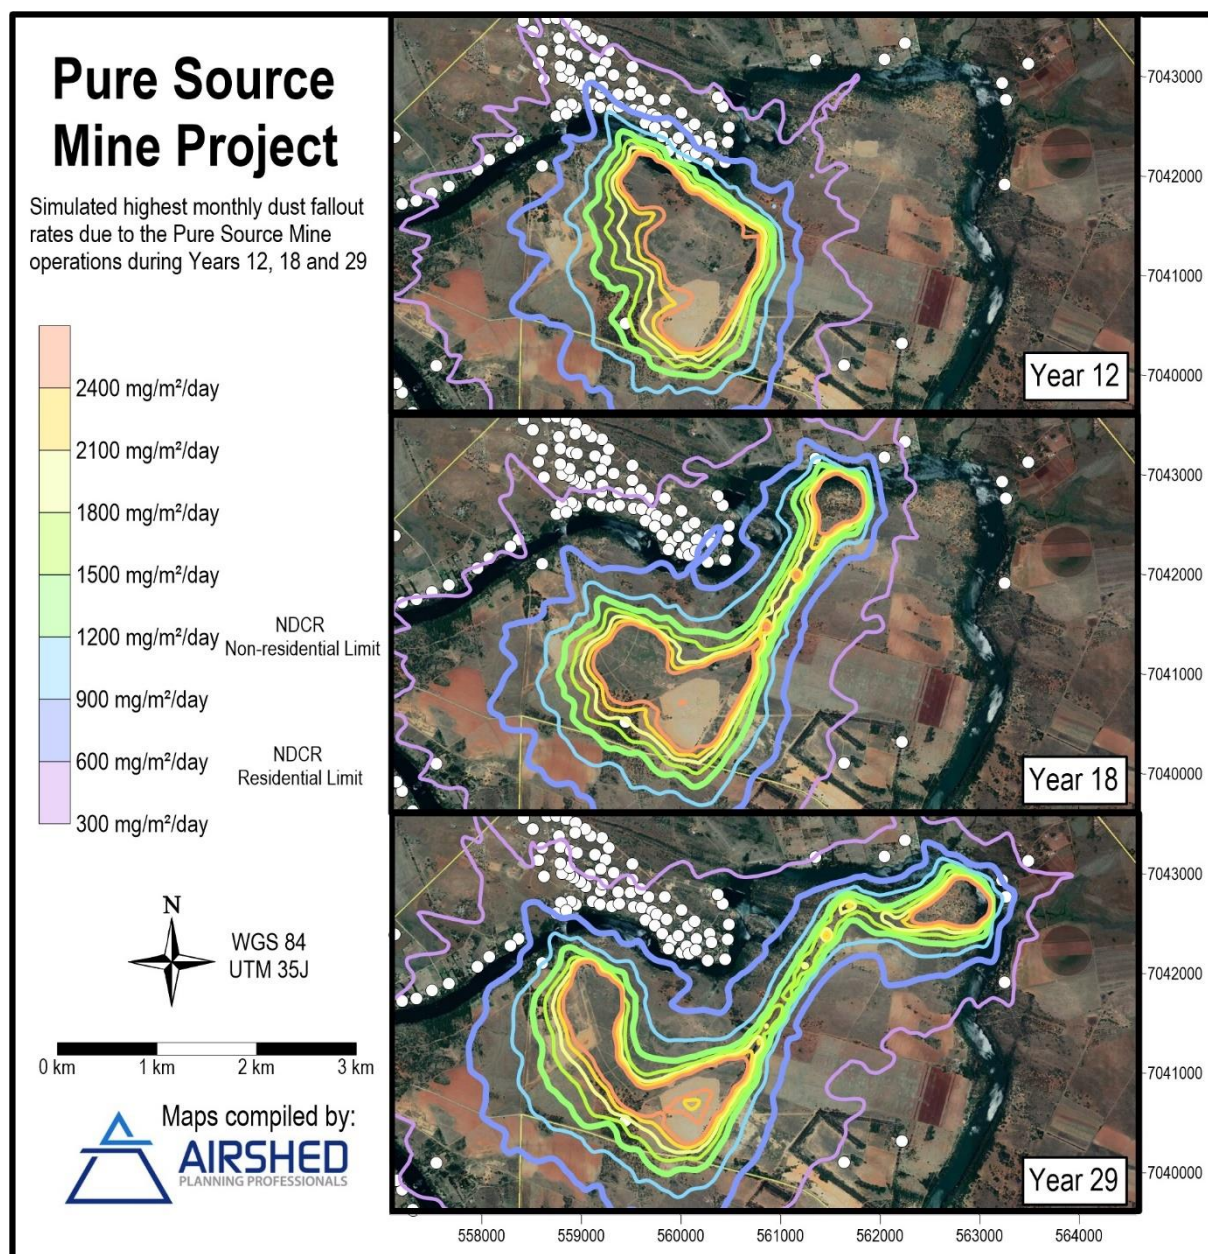 Pure Source
Mine Project
Simulated highest monthly dust fallout
rates due to the Pure Source Mine
operations during Years 12, 18 and 29
2400 mg/m²/day
2100 mg/m²/day
1800 mg/m²/day
1500 mg/m²/day
1200 mg/m²/day
NDCR
Non-residential Limit
900 mg/m²/day
600 mg/m²/day
NDCR
Residential Limit
300 mg/m²/day
N
WGS 84
UTM 35J
0 km 1 km 2 km 3 km
Maps compiled by:
AIRSHED
PLANNING PROFESSIONALS
7043000
7042000
7041000
7040000
Year 12
7043000
7042000
7041000
7040000
Year 18
7043000
7042000
7041000
7040000
Year 29
558000 559000 560000 561000 562000 563000 564000